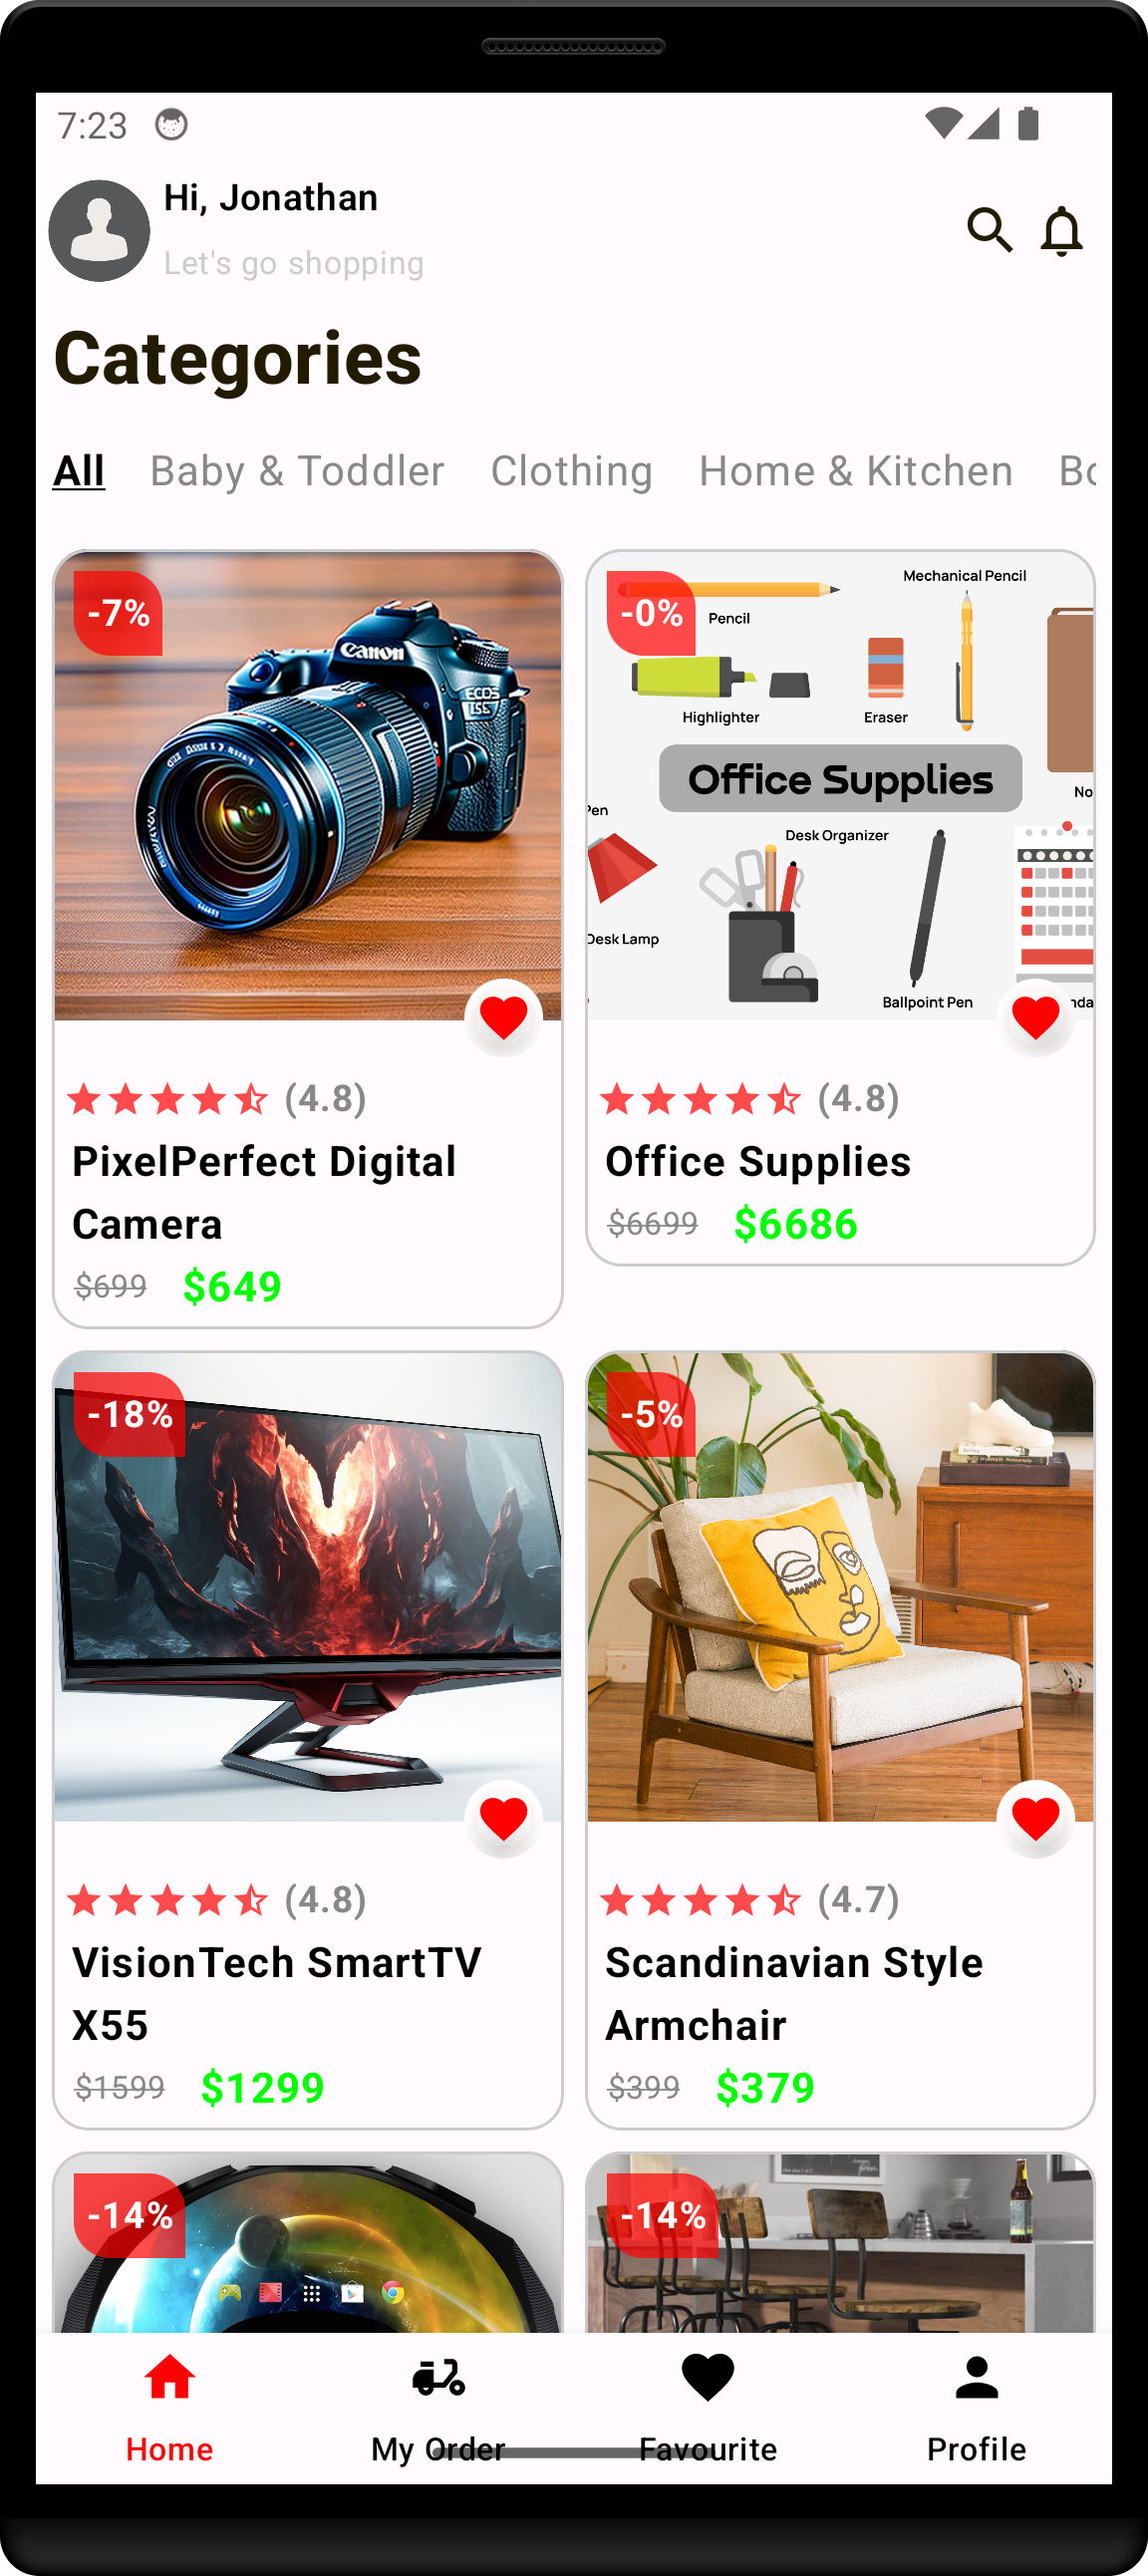 7:23
Hi, Jonathan
Let's go shopping
Categories
All Baby & Toddler Clothing Home & Kitchen Bo
-7%
Canon
-0%
Mechanical Pencil
Pencil
Highlighter
Eraser
Office Supplies
No
Pen
Desk Organizer
Desk Lamp
Ballpoint Pen
nda
(4.8)
PixelPerfect Digital
Camera
$699 $649
(4.8)
Office Supplies
$6699 $6686
-18%
-5%
(4.8)
VisionTech SmartTV
X55
$1599 $1299
(4.7)
Scandinavian Style
Armchair
$399 $379
-14%
-14%
Home
My Order
Favourite
Profile